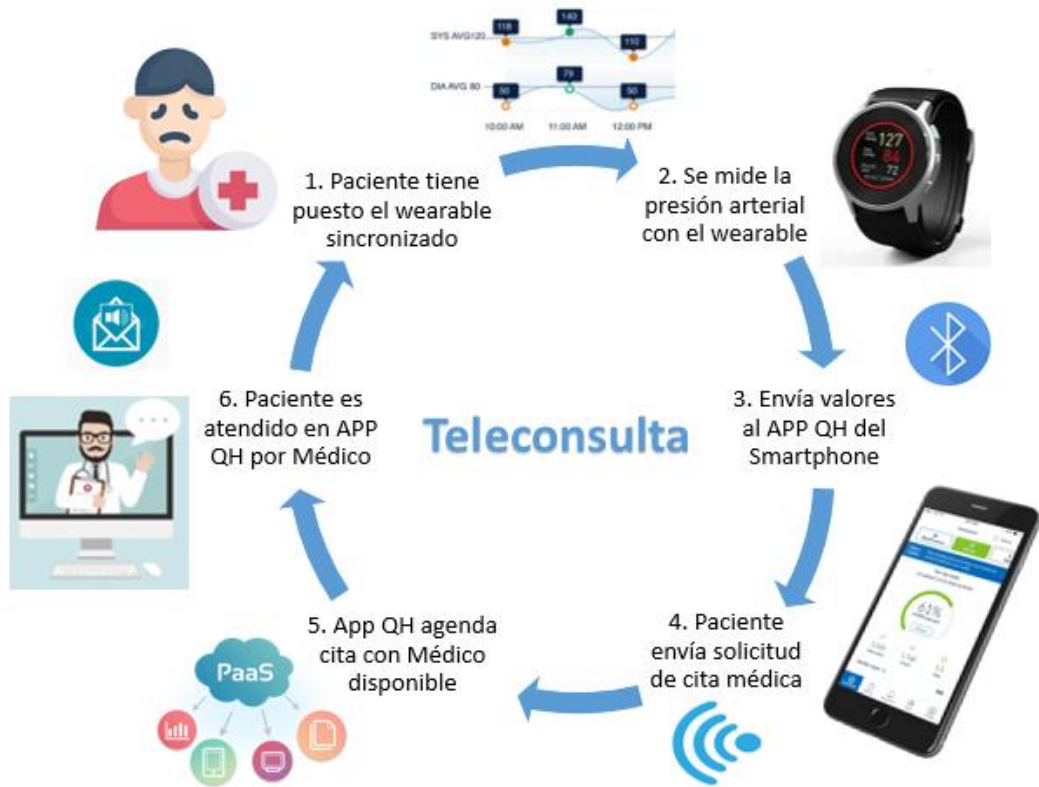 118
140
110
SYS AVG120
50
79
50
DIA AVG 80
10:00 AM 11:00 AM 12:00 PM
1. Paciente tiene
puesto el wearable
sincronizado
2. Se mide la
presión arterial
con el wearable
127
84
72
3. Envía valores
al APP QH del
Smartphone
61%
4. Paciente
envía solicitud
de cita médica
5. App QH agenda
cita con Médico
disponible
PaaS
6. Paciente es
atendido en APP
QH por Médico
Teleconsulta